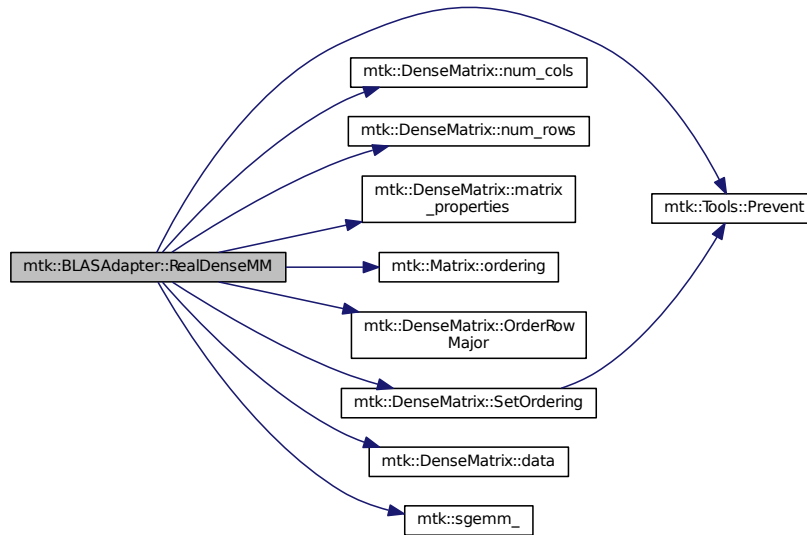 mtk::DenseMatrix::num_cols
mtk::DenseMatrix::num_rows
mtk::DenseMatrix::matrix
_properties
mtk::Tools::Prevent
mtk::BLASAdapter::RealDenseMM
mtk::Matrix::ordering
mtk::DenseMatrix::OrderRow
Major
mtk::DenseMatrix::SetOrdering
mtk::DenseMatrix::data
mtk::sgemm_